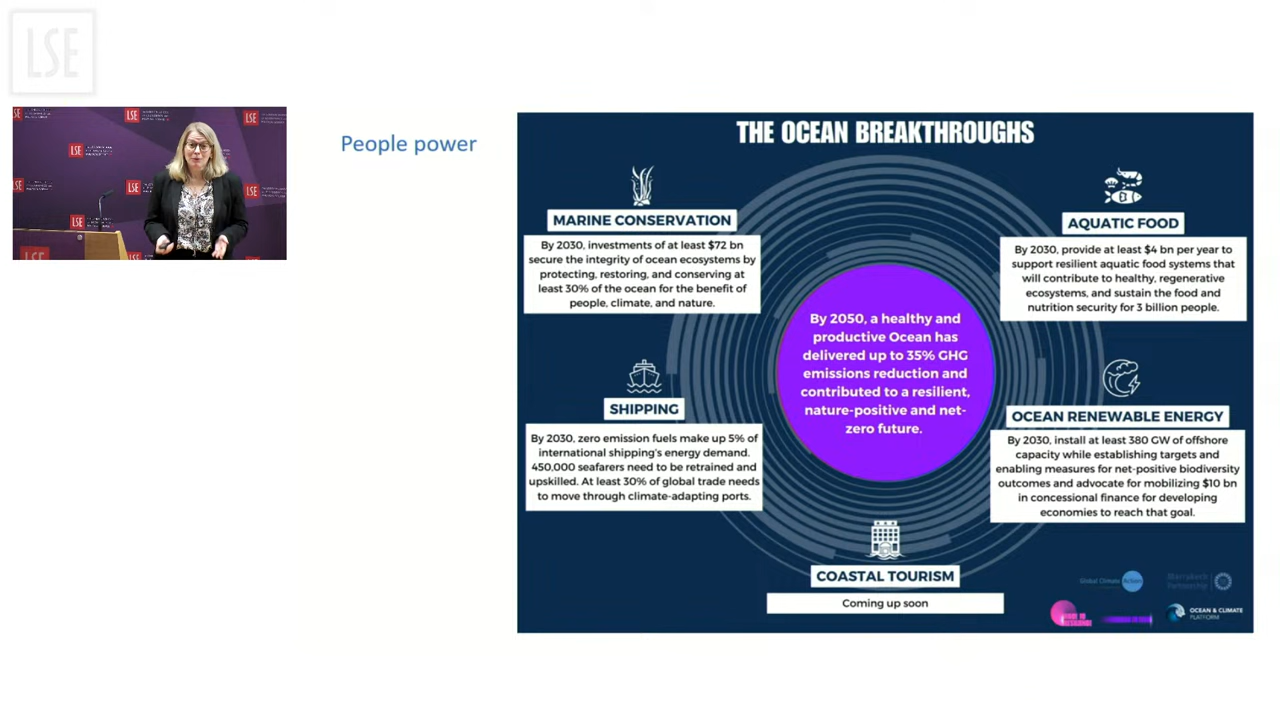 LSE
LSE
LSE
LSE
LSE
LSE
LSE
LSE
People power
THE OCEAN BREAKTHROUGHS
MARINE CONSERVATION
By 2030, investments of at least $72 bn
secure the integrity of ocean ecosystems by
protecting, restoring, and conserving at
least 30% of the ocean for the benefit of
people, climate, and nature.
AQUATIC FOOD
By 2030, provide at least $4 bn per year to
support resilient aquatic food systems that
will contribute to healthy, regenerative
ecosystems, and sustain the food and
nutrition security for 3 billion people.
By 2050, a healthy and
productive Ocean has
delivered up to 35% GHG
emissions reduction and
contributed to a resilient,
nature-positive and net-
zero future.
SHIPPING
By 2030, zero emission fuels make up 5% of
international shipping's energy demand.
450,000 seafarers need to be retrained and
upskilled. At least 30% of global trade needs
to move through climate-adapting ports.
OCEAN RENEWABLE ENERGY
By 2030, install at least 380 GW of offshore
capacity while establishing targets and
enabling measures for net-positive biodiversity
outcomes and advocate for mobilizing $10 bn
in concessional finance for developing
economies to reach that goal.
COASTAL TOURISM
Coming up soon
Global Climate Action
Marrakech
Partnership
OCEAN & CLIMATE
PLATFORM